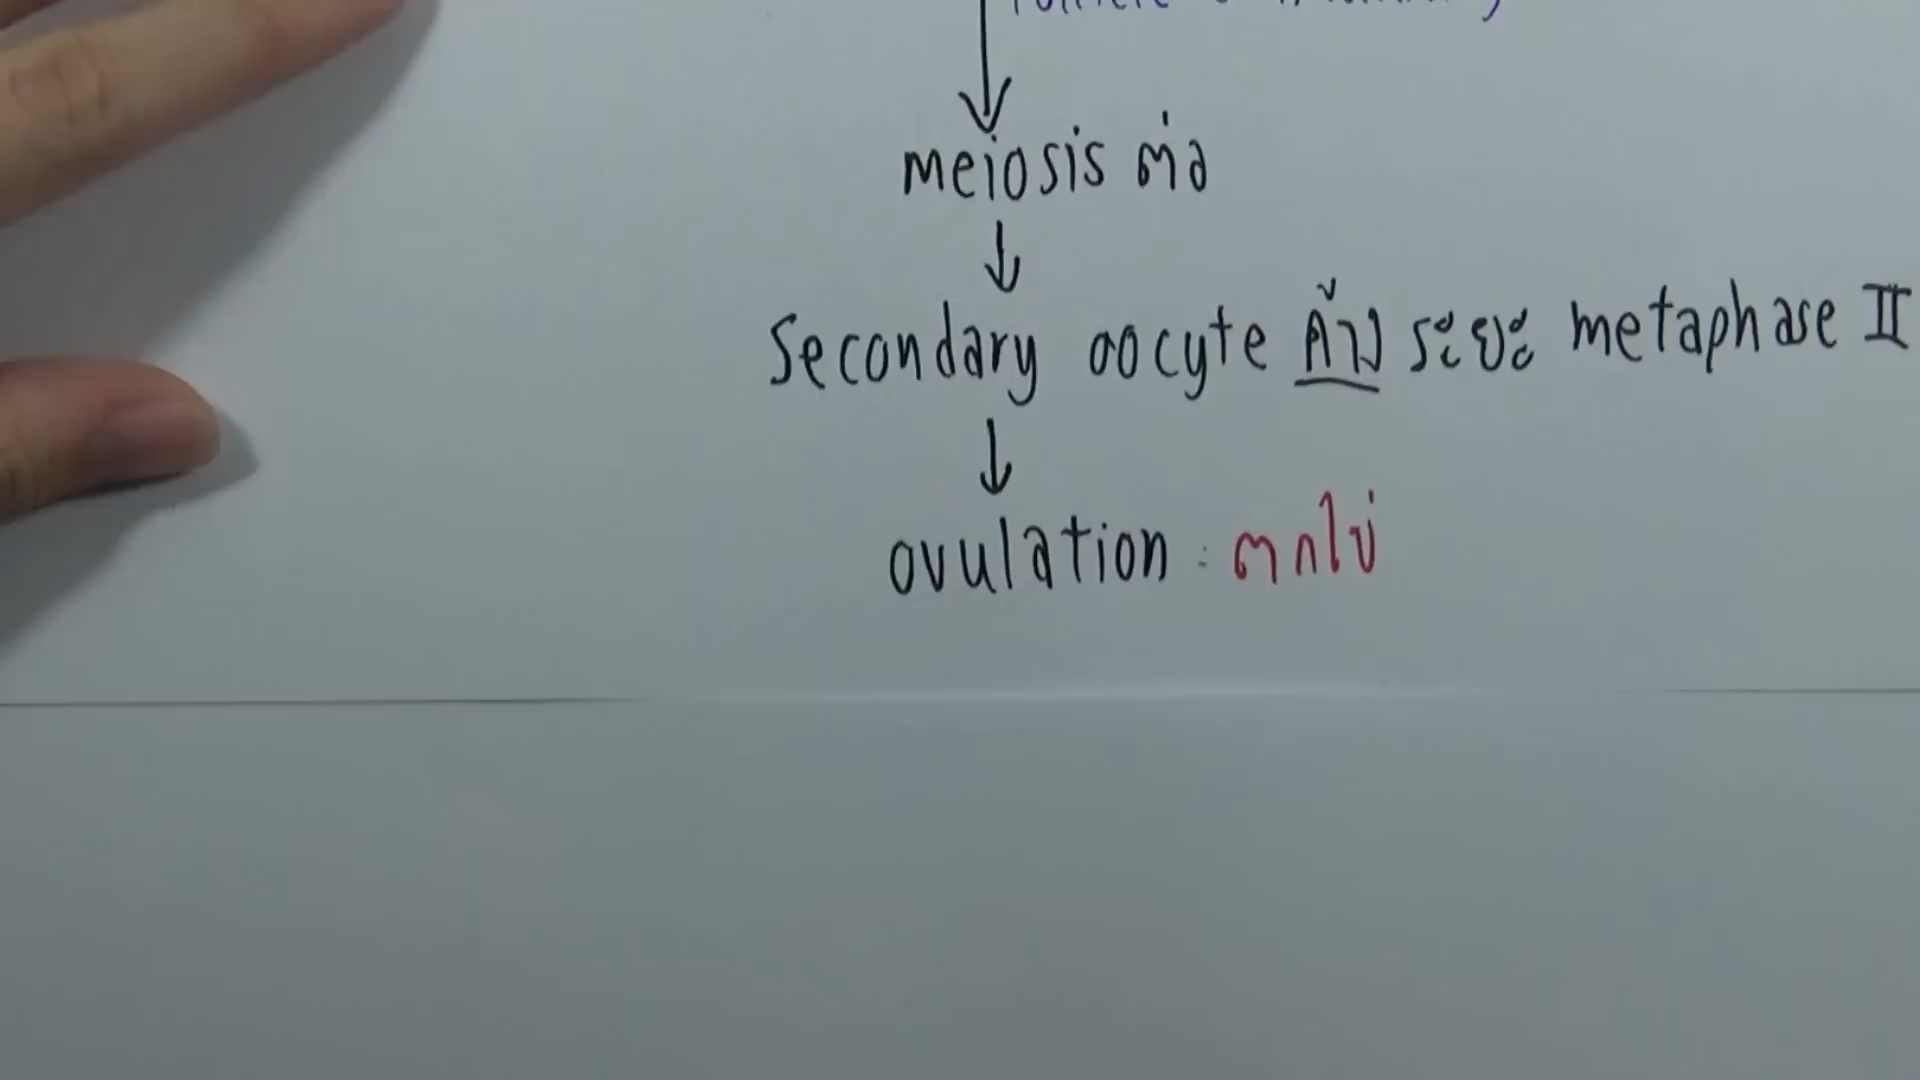 meiosis ต่อ
Secondary oocyte ค้าง ระยะ metaphase II
ovulation : ตกไข่